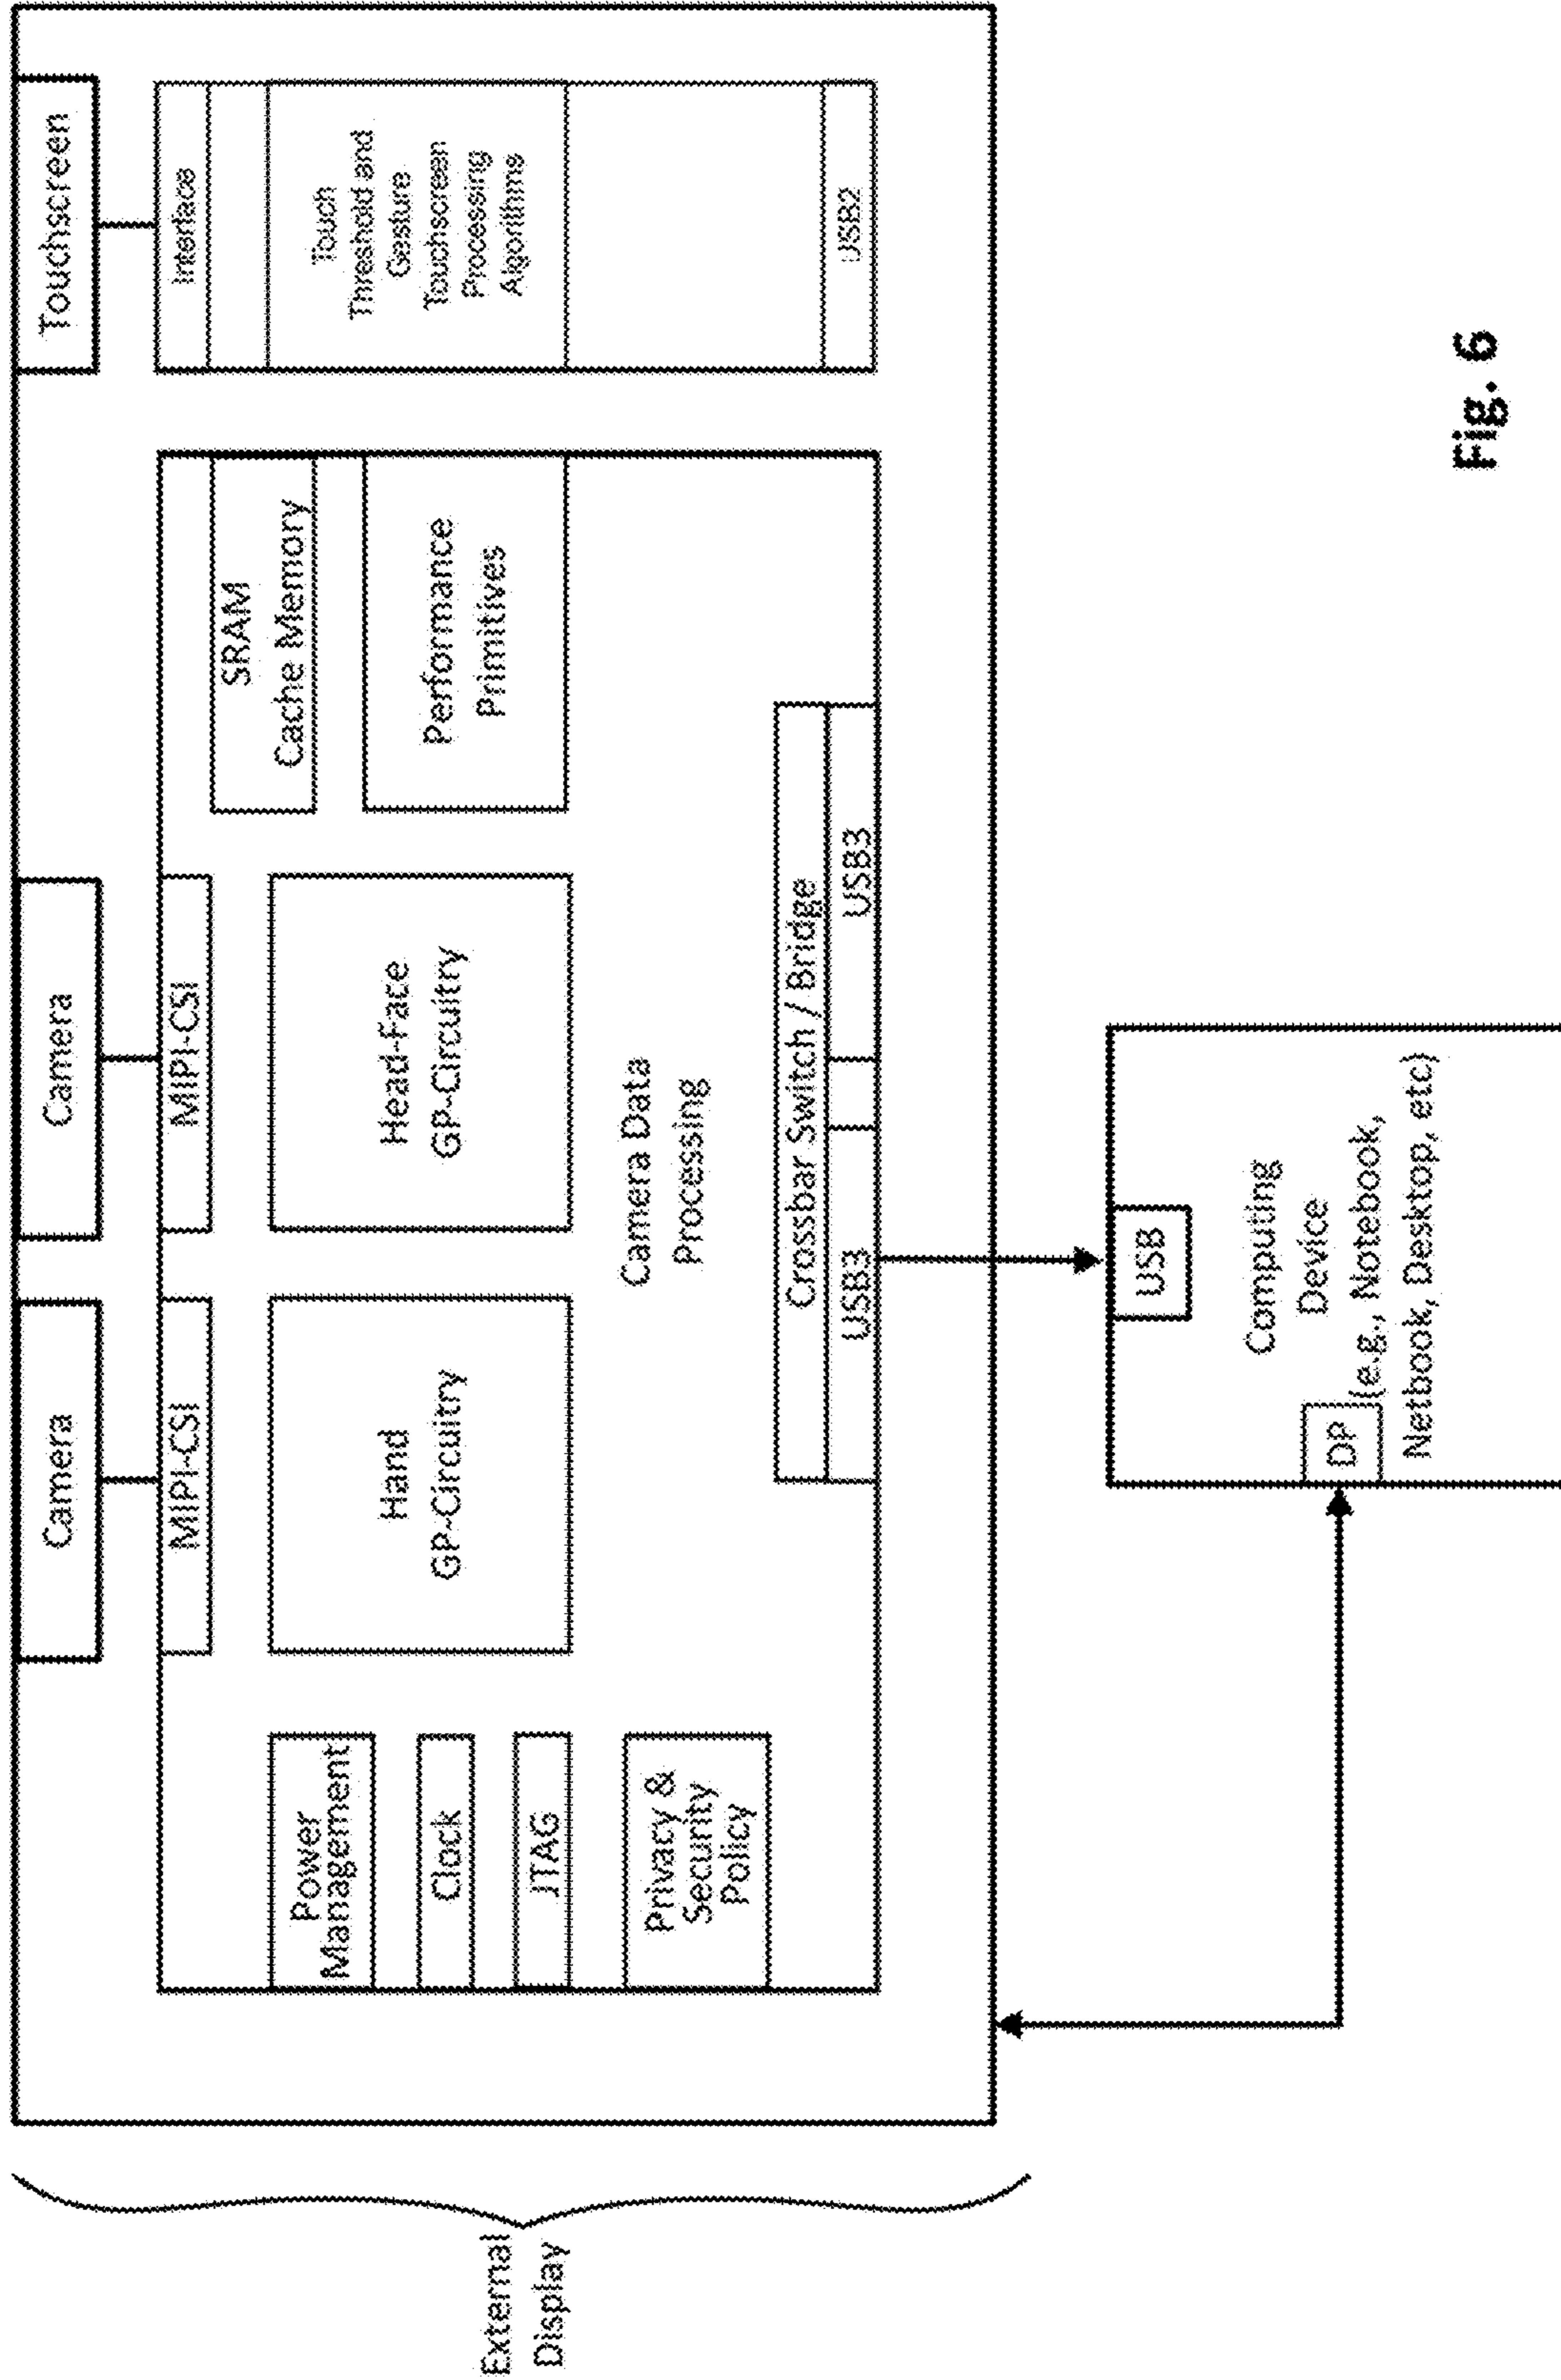 External
Display
Camera
Camera
Touchscreen
MIPI-CSI
MIPI-CSI
Interface
SRAM
Cache Memory
Power
Management
Clock
JTAG
Privacy &
Security
Policy
Hand
GP-Circuitry
Head-Face
GP-Circuitry
Performance
Primitives
Touch
Threshold and
Gesture
Touchscreen
Processing
Algorithms
Camera Data
Processing
Crossbar Switch / Bridge
USB3
USB3
USB2
USB
Computing
Device
DP
(e.g., Notebook,
Netbook, Desktop, etc)
Fig. 6